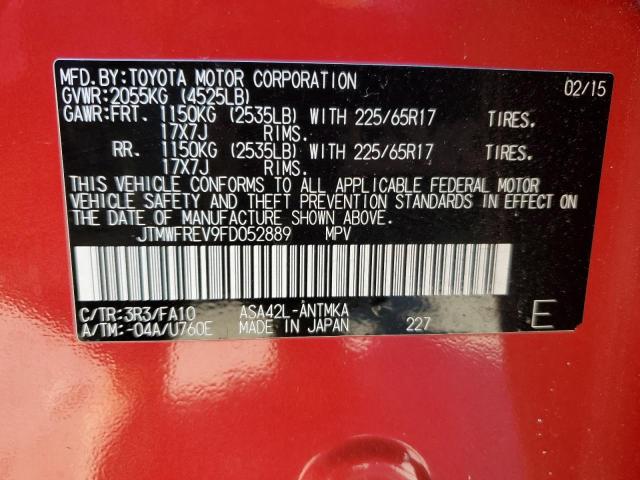 MFD.BY:TOYOTA MOTOR CORPORATION 02/15
GVWR:2055KG (4525LB)
GAWR:FRT. 1150KG (2535LB) WITH 225/65R17 TIRES.
17X7J RIMS.
RR. 1150KG (2535LB) WITH 225/65R17 TIRES.
17X7J RIMS.
THIS VEHICLE CONFORMS TO ALL APPLICABLE FEDERAL MOTOR
VEHICLE SAFETY AND THEFT PREVENTION STANDARDS IN EFFECT ON
THE DATE OF MANUFACTURE SHOWN ABOVE.
JTMWFREV9FD052889 MPV
C/TR:3R3/FA10 ASA42L-ANTMKA
A/TM:-04A/U760E MADE IN JAPAN 227 E